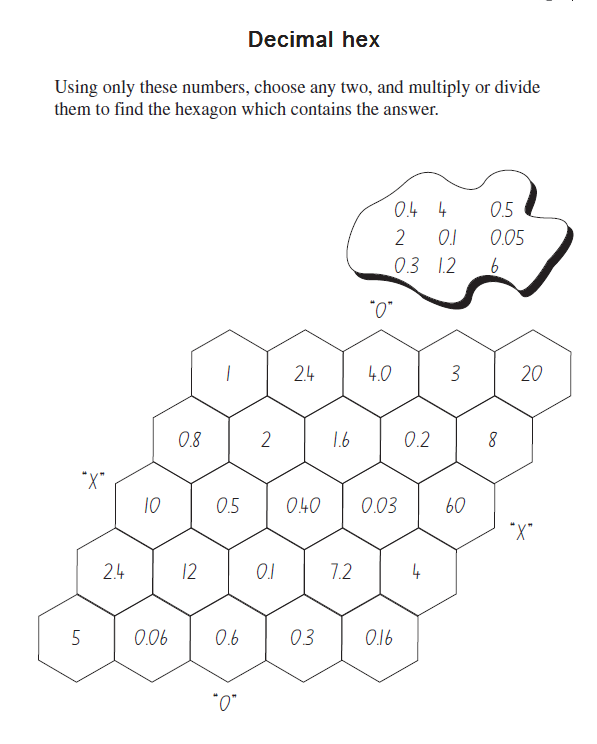 Decimal hex
Using only these numbers, choose any two, and multiply or divide
them to find the hexagon which contains the answer.
0.4 4 0.5
2 0.1 0.05
0.3 1.2 6
"O"
1 2.4 4.0 3 20
0.8 2 1.6 0.2 8
"X"
10 0.5 0.40 0.03 60
"X"
2.4 12 0.1 7.2 4
5 0.06 0.6 0.3 0.16
"O"